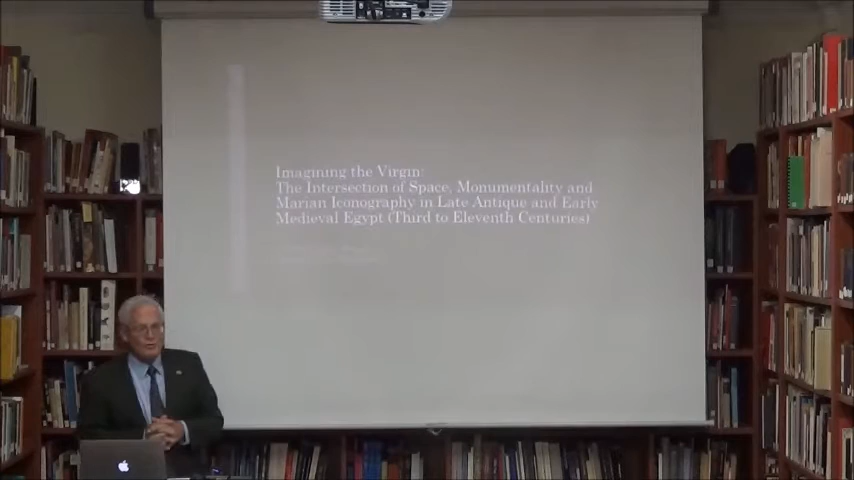 Imagining the Virgin:
The Intersection of Space, Monumentality and
Marian Iconography in Late Antique and Early
Medieval Egypt (Third to Eleventh Centuries)